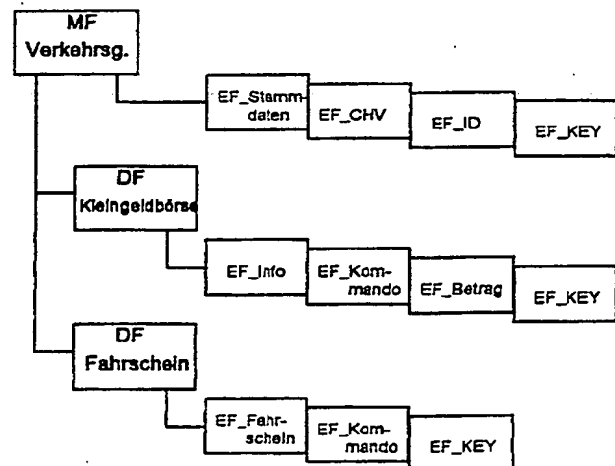 MF
Verkehrsg.
EF_Stamm-
daten
EF_CHV
EF_ID
EF_KEY
DF
Kleingeldbörse
EF_Info
EF_Kom-
mando
EF_Betrag
EF_KEY
DF
Fahrschein
EF_Fahr-
schein
EF_Kom-
mando
EF_KEY